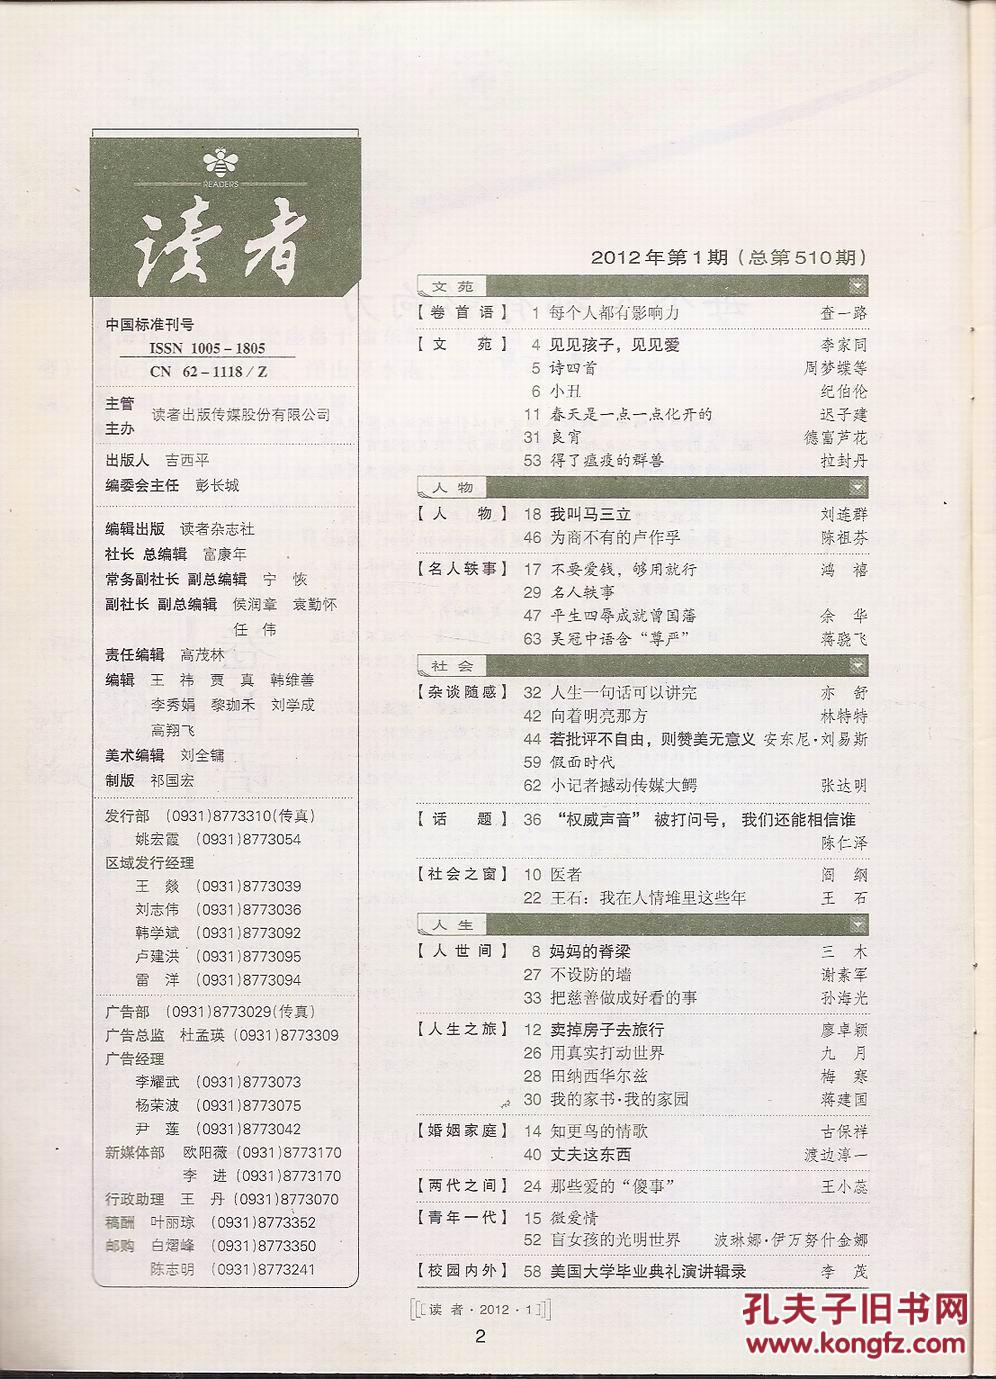 READERS
读者
中国标准刊号
ISSN 1005-1805
CN 62-1118/Z
主管
主办
读者出版传媒股份有限公司
出版人 吉西平
编委会主任 彭长城
编辑出版 读者杂志社
社长 总编辑 富康年
常务副社长 副总编辑 宁 恢
副社长 副总编辑 侯润章 袁勤怀
任 伟
责任编辑 高茂林
编辑 王 祎 贾 真 韩维善
李秀娟 黎珈禾 刘学成
高翔飞
美术编辑 刘全镛
制版 祁国宏
发行部 (0931)8773310(传真)
姚宏霞 (0931)8773054
区域发行经理
王 燚 (0931)8773039
刘志伟 (0931)8773036
韩学斌 (0931)8773092
卢建洪 (0931)8773095
雷 洋 (0931)8773094
广告部 (0931)8773029(传真)
广告总监 杜孟瑛 (0931)8773309
广告经理
李耀武 (0931)8773073
杨荣波 (0931)8773075
尹 莲 (0931)8773042
新媒体部 欧阳薇 (0931)8773170
李 进 (0931)8773170
行政助理 王 丹 (0931)8773070
稿酬 叶丽琼 (0931)8773352
邮购 白熠峰 (0931)8773350
陈志明 (0931)8773241
2012年第1期(总第510期)
文苑
【卷首语】 1 每个人都有影响力 查一路
【文 苑】 4 见见孩子，见见爱 李家同
5 诗四首 周梦蝶等
6 小丑 纪伯伦
11 春天是一点一点化开的 迟子建
31 良宵 德富芦花
53 得了瘟疫的群兽 拉封丹
人物
【人 物】 18 我叫马三立 刘连群
46 为商不有的卢作孚 陈祖芬
【名人轶事】 17 不要爱钱，够用就行 鸿 禧
29 名人轶事
47 平生四辱成就曾国藩 余 华
63 吴冠中语含“尊严” 蒋骁飞
社会
【杂谈随感】 32 人生一句话可以讲完 亦 舒
42 向着明亮那方 林特特
44 若批评不自由，则赞美无意义 安东尼·刘易斯
59 假面时代
62 小记者撼动传媒大鳄 张达明
【话 题】 36 “权威声音” 被打问号， 我们还能相信谁
陈仁泽
【社会之窗】 10 医者 阎 纲
22 王石：我在人情堆里这些年 王 石
人生
【人世间】 8 妈妈的脊梁 三 木
27 不设防的墙 谢素军
33 把慈善做成好看的事 孙海光
【人生之旅】 12 卖掉房子去旅行 廖卓颖
26 用真实打动世界 九 月
28 田纳西华尔兹 梅 寒
30 我的家书·我的家园 蒋建国
【婚姻家庭】 14 知更鸟的情歌 古保祥
40 丈夫这东西 渡边淳一
【两代之间】 24 那些爱的“傻事” 王小蕊
【青年一代】 15 微爱情
52 盲女孩的光明世界 波琳娜·伊万努什金娜
【校园内外】 58 美国大学毕业典礼演讲辑录 李 茂
读者·2012·1
2
孔夫子旧书网
www.kongfz.com